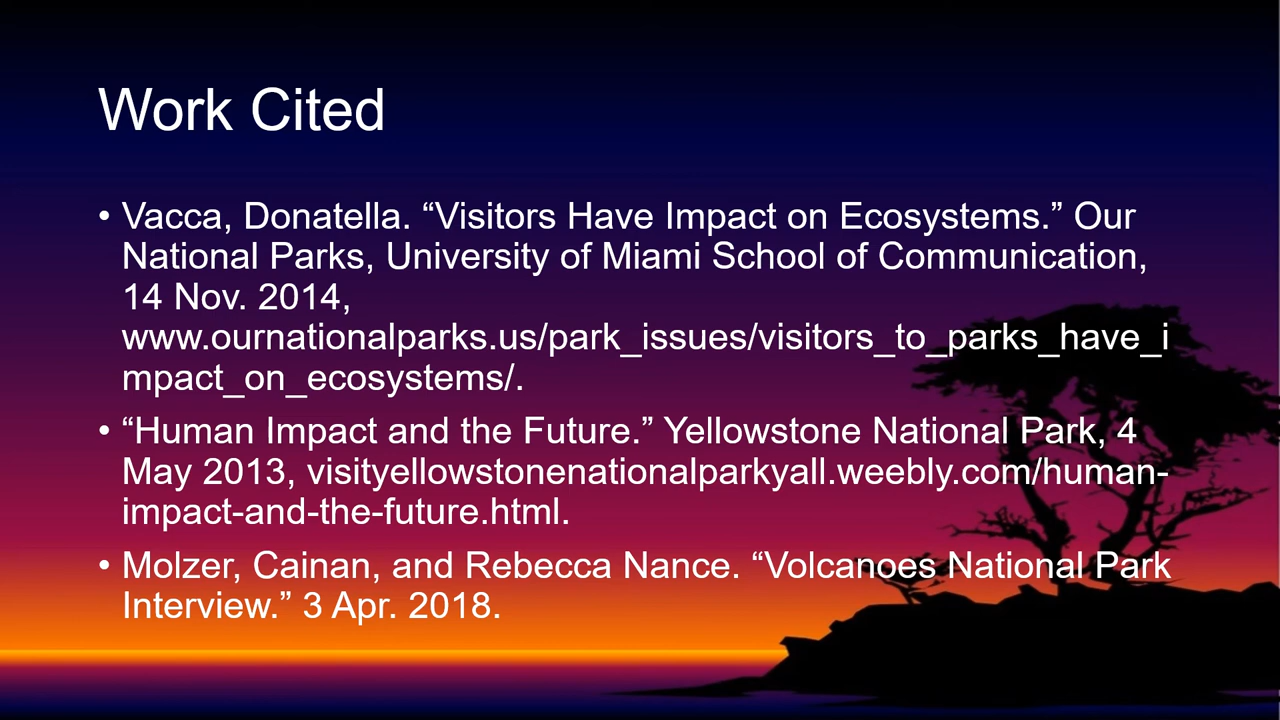 Work Cited
• Vacca, Donatella. “Visitors Have Impact on Ecosystems.” Our
National Parks, University of Miami School of Communication,
14 Nov. 2014,
www.ournationalparks.us/park_issues/visitors_to_parks_have_i
mpact_on_ecosystems/.
• “Human Impact and the Future.” Yellowstone National Park, 4
May 2013, visityellowstonenationalparkyall.weebly.com/human-
impact-and-the-future.html.
• Molzer, Cainan, and Rebecca Nance. “Volcanoes National Park
Interview.” 3 Apr. 2018.